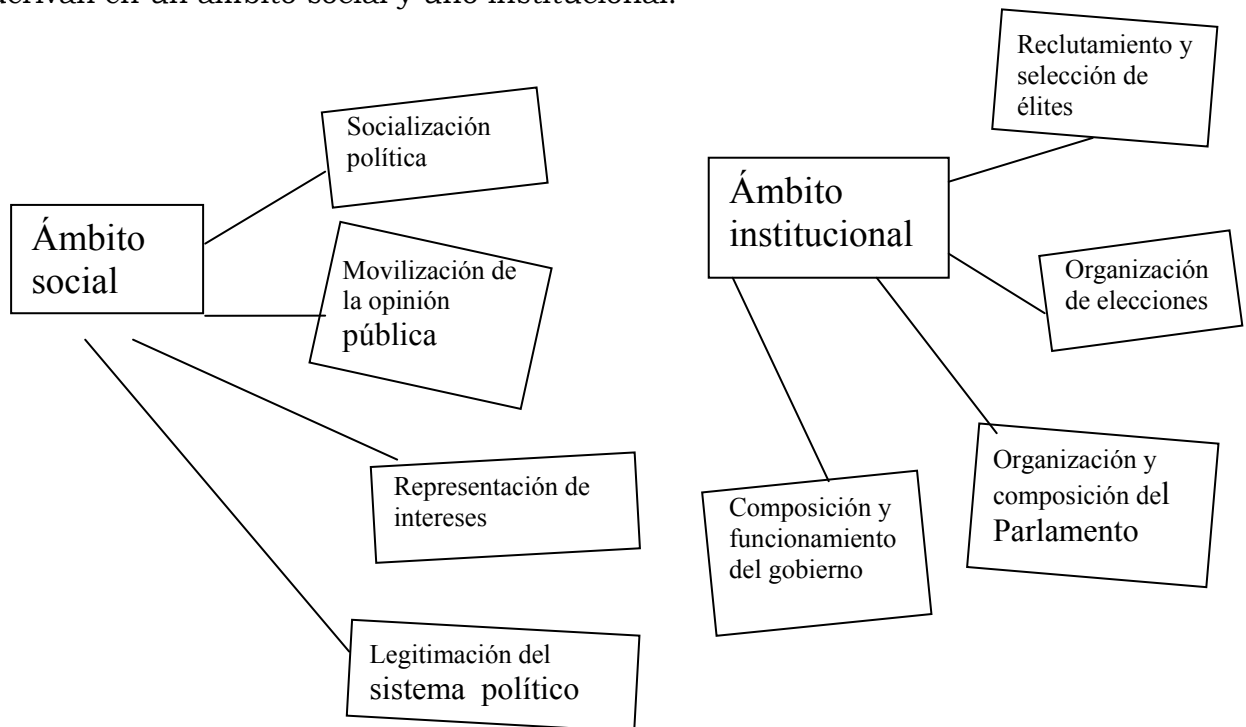 derivan en un ámbito social y uno institucional.
Ámbito
social
Socialización
política
Movilización de
la opinión
pública
Representación de
intereses
Legitimación del
sistema político
Ámbito
institucional
Reclutamiento y
selección de
élites
Organización
de elecciones
Organización y
composición del
Parlamento
Composición y
funcionamiento
del gobierno